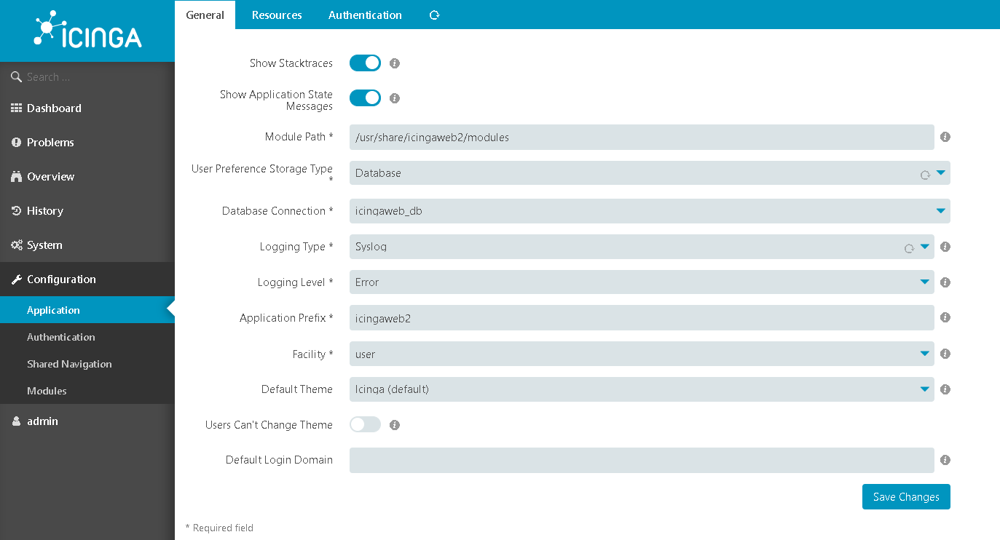 ICINGA
General Resources Authentication
Search ...
Dashboard
Problems
Overview
History
System
Configuration
Application
Authentication
Shared Navigation
Modules
admin
Show Stacktraces
Show Application State
Messages
Module Path * /usr/share/icingaweb2/modules
User Preference Storage Type
* Database
Database Connection * icingaweb_db
Logging Type * Syslog
Logging Level * Error
Application Prefix * icingaweb2
Facility * user
Default Theme Icinga (default)
Users Can't Change Theme
Default Login Domain
Save Changes
* Required field